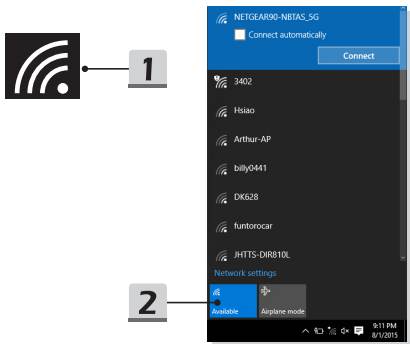 1
NETGEAR90-NBTAS_5G
Connect automatically
Connect
3402
Hsiao
Arthur-AP
billy0441
DK628
funtorocar
JHTTS-DIR810L
Network settings
2
Available
Airplane mode
9:11 PM
8/1/2015